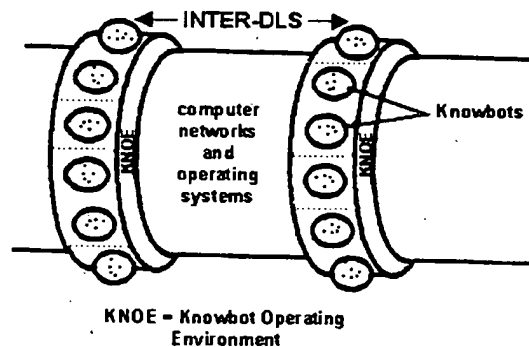 INTER-DLS
computer
networks
and
operating
systems
Knowbots
KNOE
KNOE
KNOE = Knowbot Operating
Environment